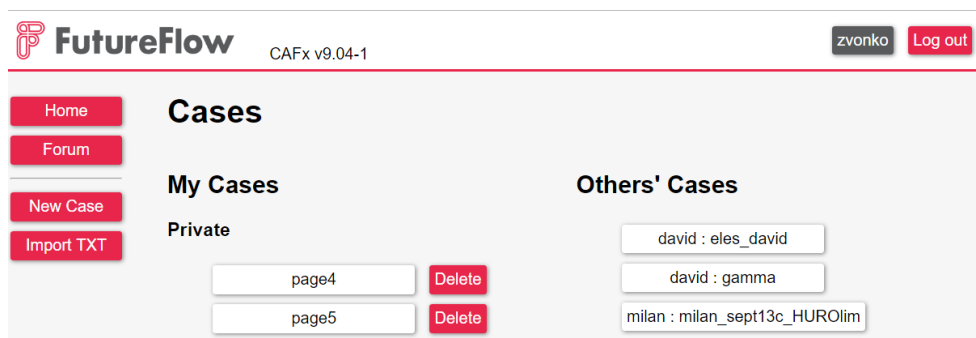 FutureFlow CAFx v9.04-1 zvonko Log out
Home
Forum
New Case
Import TXT
Cases
My Cases
Private
page4 Delete
page5 Delete
Others' Cases
david : eles_david
david : gamma
milan : milan_sept13c_HUROlim